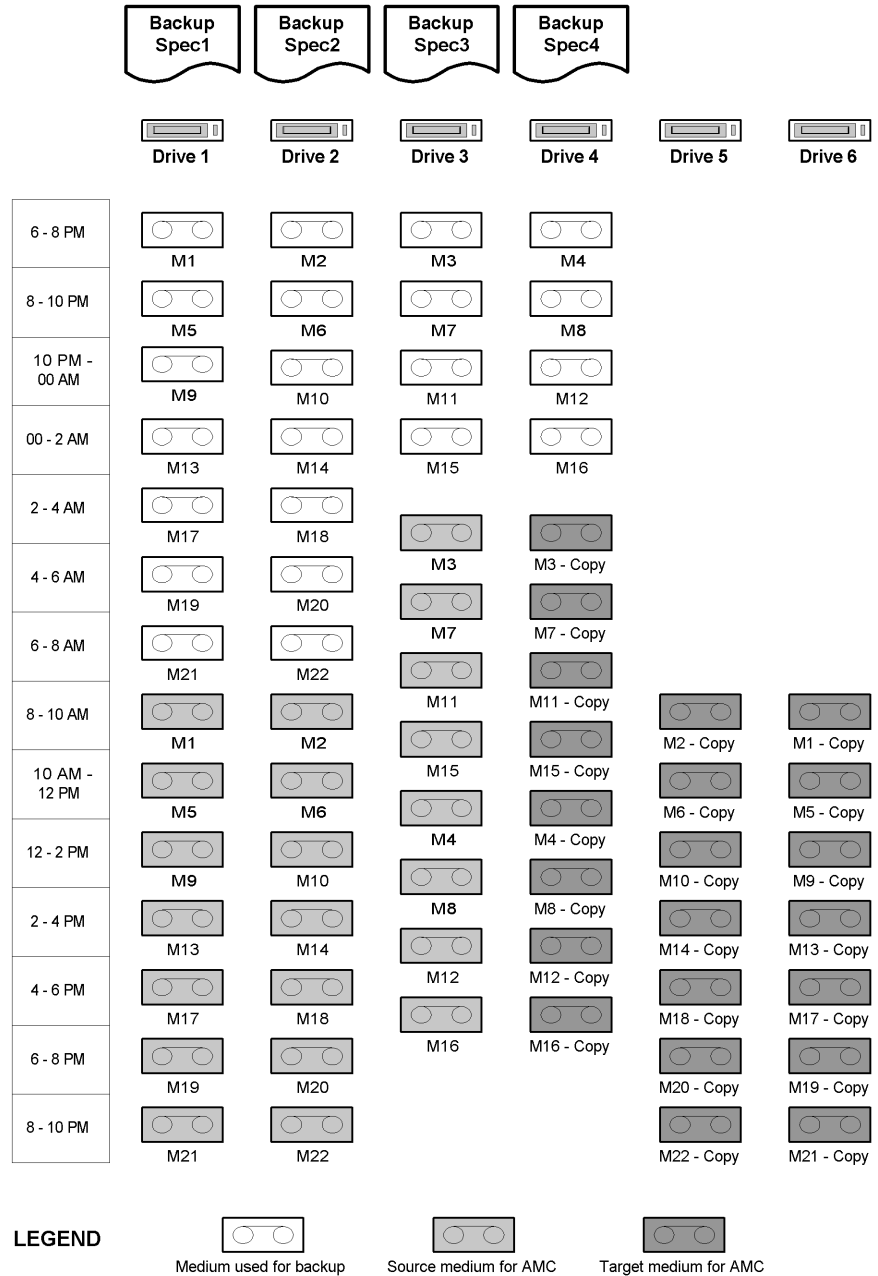 Backup Spec1
Backup Spec2
Backup Spec3
Backup Spec4
Drive 1 Drive 2 Drive 3 Drive 4 Drive 5 Drive 6
6 - 8 PM
M1 M2 M3 M4
8 - 10 PM
M5 M6 M7 M8
10 PM -
00 AM
M9 M10 M11 M12
00 - 2 AM
M13 M14 M15 M16
2 - 4 AM
M17 M18
M3 M3 - Copy
4 - 6 AM
M19 M20
M7 M7 - Copy
6 - 8 AM
M21 M22
M11 M11 - Copy
8 - 10 AM
M1 M2 M2 - Copy M1 - Copy
M15 M15 - Copy
10 AM -
12 PM
M5 M6 M6 - Copy M5 - Copy
M4 M4 - Copy
12 - 2 PM
M9 M10 M10 - Copy M9 - Copy
M8 M8 - Copy
2 - 4 PM
M13 M14 M14 - Copy M13 - Copy
M12 M12 - Copy
4 - 6 PM
M17 M18 M18 - Copy M17 - Copy
M16 M16 - Copy
6 - 8 PM
M19 M20 M20 - Copy M19 - Copy
8 - 10 PM
M21 M22 M22 - Copy M21 - Copy
LEGEND
Medium used for backup Source medium for AMC Target medium for AMC